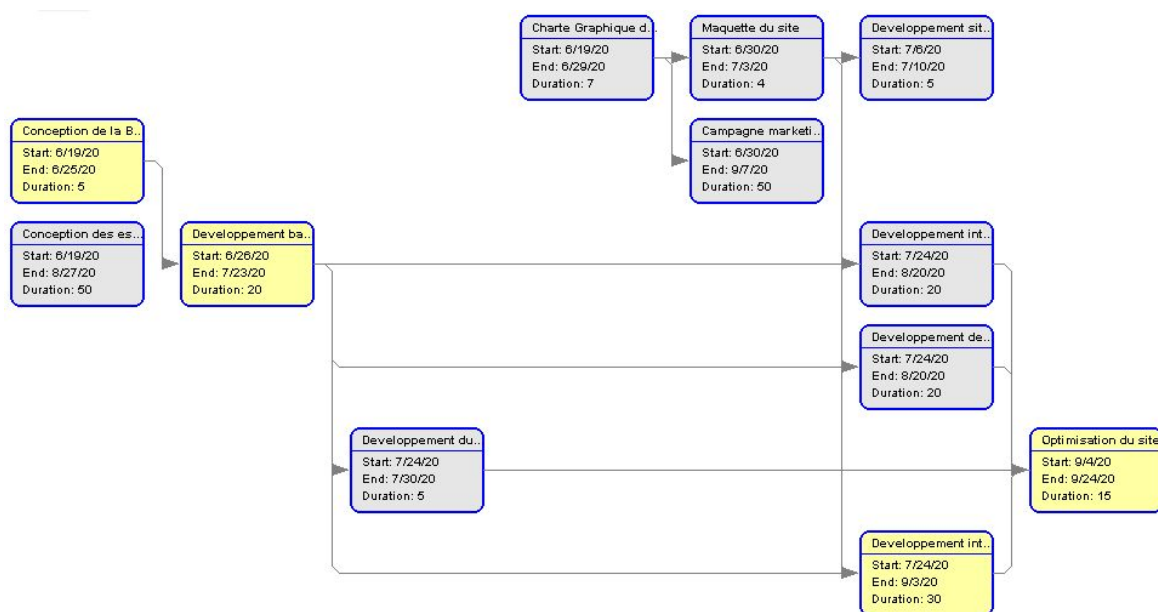 Charte Graphique d..
Start: 6/19/20
End: 6/29/20
Duration: 7
Maquette du site
Start: 6/30/20
End: 7/3/20
Duration: 4
Developpement sit..
Start: 7/6/20
End: 7/10/20
Duration: 5
Conception de la B..
Start: 6/19/20
End: 6/25/20
Duration: 5
Campagne marketi..
Start: 6/30/20
End: 9/7/20
Duration: 50
Conception des es..
Start: 6/19/20
End: 8/27/20
Duration: 50
Developpement ba..
Start: 6/26/20
End: 7/23/20
Duration: 20
Developpement int..
Start: 7/24/20
End: 8/20/20
Duration: 20
Developpement de..
Start: 7/24/20
End: 8/20/20
Duration: 20
Developpement du..
Start: 7/24/20
End: 7/30/20
Duration: 5
Optimisation du site
Start: 9/4/20
End: 9/24/20
Duration: 15
Developpement int..
Start: 7/24/20
End: 9/3/20
Duration: 30